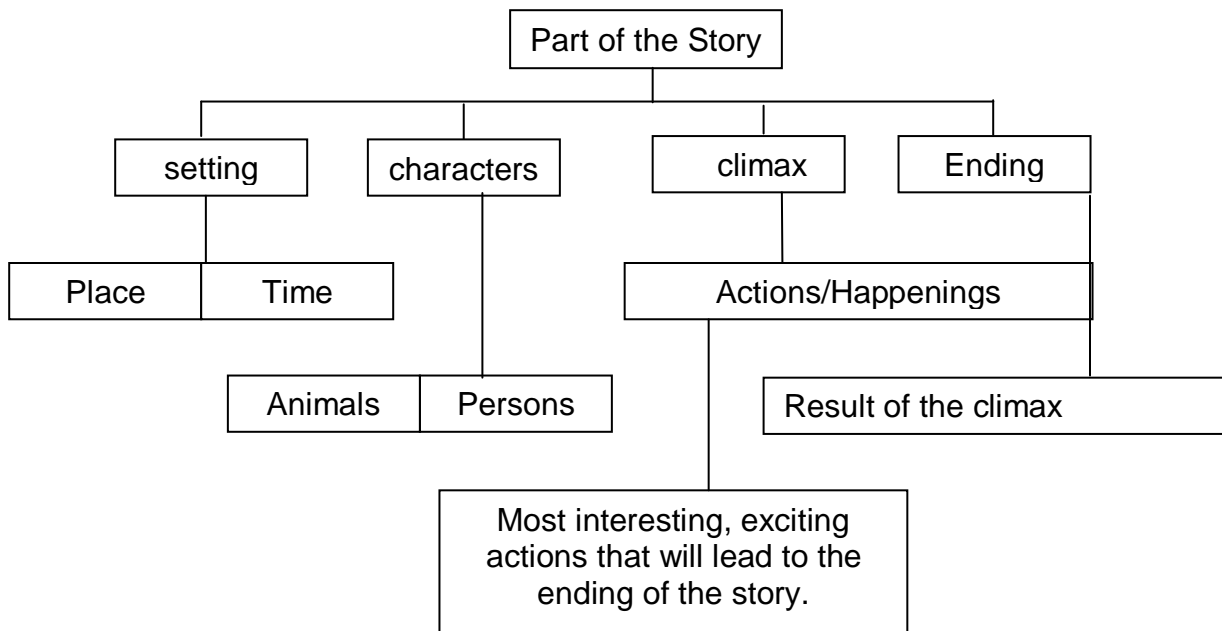 Part of the Story
setting
characters
climax
Ending
Place
Time
Actions/Happenings
Animals
Persons
Result of the climax
Most interesting, exciting
actions that will lead to the
ending of the story.